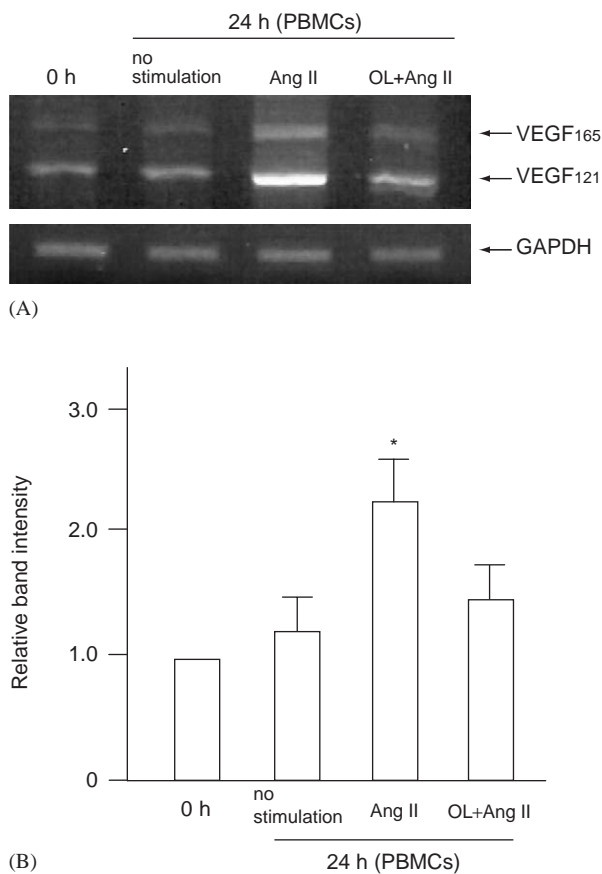 24 h (PBMCs)
0 h
no
stimulation
Ang II
OL+Ang II
VEGF165
VEGF121
GAPDH
(A)
Relative band intensity
3.0
2.0
1.0
0
*
0 h
no
stimulation
Ang II
OL+Ang II
24 h (PBMCs)
(B)